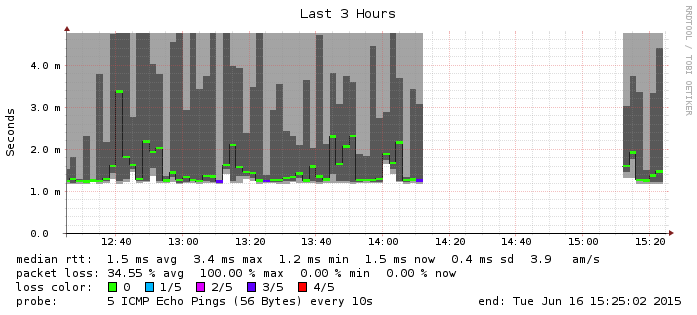 Last 3 Hours
RRDTOOL / TOBI OETIKER
Seconds
4.0 m
3.0 m
2.0 m
1.0 m
0.0
12:40 13:00 13:20 13:40 14:00 14:20 14:40 15:00 15:20
median rtt: 1.5 ms avg 3.4 ms max 1.2 ms min 1.5 ms now 0.4 ms sd 3.9 am/s
packet loss: 34.55 % avg 100.00 % max 0.00 % min 0.00 % now
loss color: 0 1/5 2/5 3/5 4/5
probe: 5 ICMP Echo Pings (56 Bytes) every 10s end: Tue Jun 16 15:25:02 2015